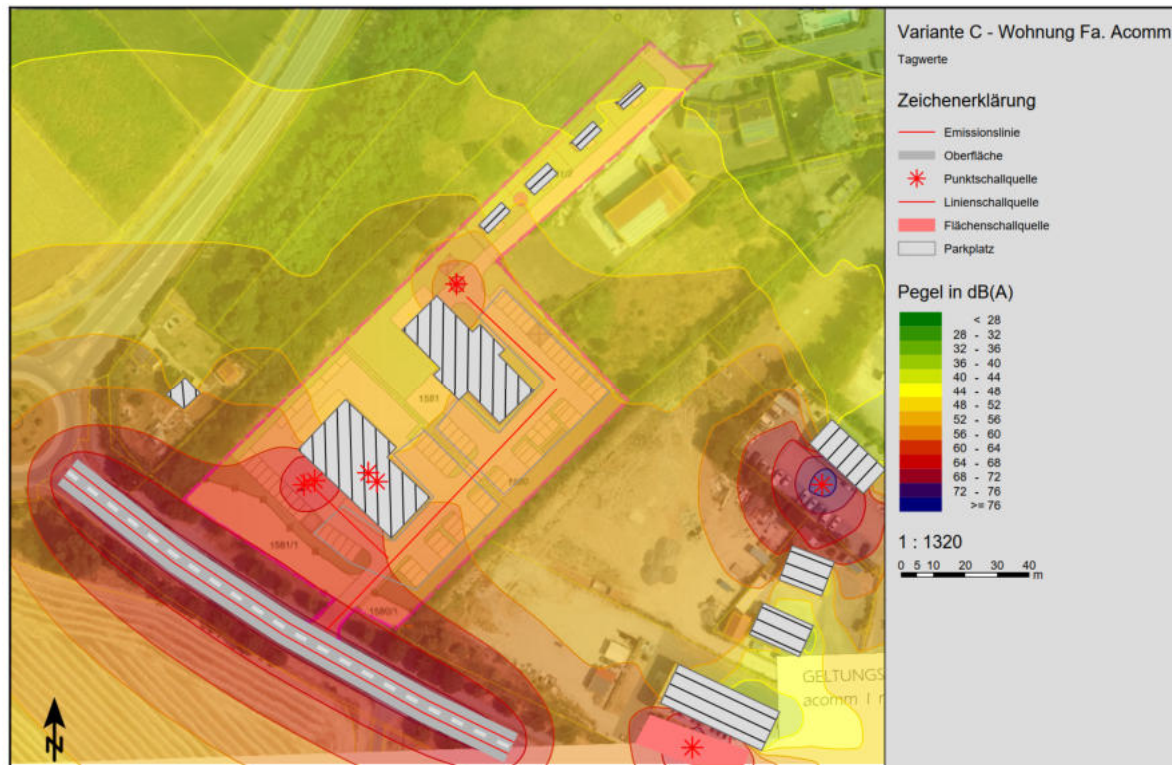 Variante C - Wohnung Fa. Acomm
Tagwerte
Zeichenerklärung
Emissionslinie
Oberfläche
Punktschallquelle
Linienschallquelle
Flächenschallquelle
Parkplatz
Pegel in dB(A)
< 28
28 - 32
32 - 36
36 - 40
40 - 44
44 - 48
48 - 52
52 - 56
56 - 60
60 - 64
64 - 68
68 - 72
72 - 76
>= 76
1 : 1320
0 5 10 20 30 40
m
1581
1581/1
1580/1
GELTUNGS
acomm I r
N